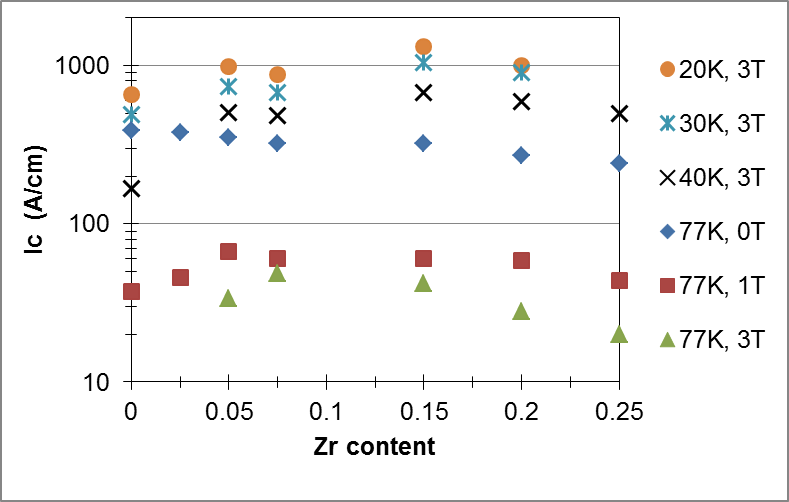 1000
100
10
Ic (A/cm)
0
0.05
0.1
0.15
0.2
0.25
Zr content
20K, 3T
30K, 3T
40K, 3T
77K, 0T
77K, 1T
77K, 3T